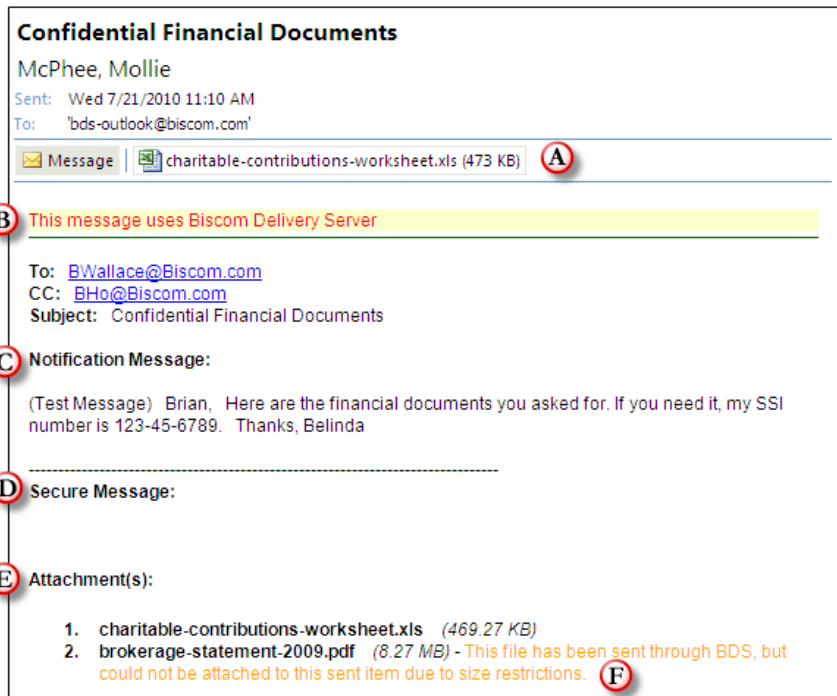 Confidential Financial Documents
McPhee, Mollie
Sent: Wed 7/21/2010 11:10 AM
To: 'bds-outlook@biscom.com'
Message charitable-contributions-worksheet.xls (473 KB) A
B This message uses Biscom Delivery Server
To: BWallace@Biscom.com
CC: BHo@Biscom.com
Subject: Confidential Financial Documents
C Notification Message:
(Test Message) Brian, Here are the financial documents you asked for. If you need it, my SSI
number is 123-45-6789. Thanks, Belinda
--------------------------------------------------------------------------------
D Secure Message:
E Attachment(s):
1. charitable-contributions-worksheet.xls (469.27 KB)
2. brokerage-statement-2009.pdf (8.27 MB) - This file has been sent through BDS, but
could not be attached to this sent item due to size restrictions. F